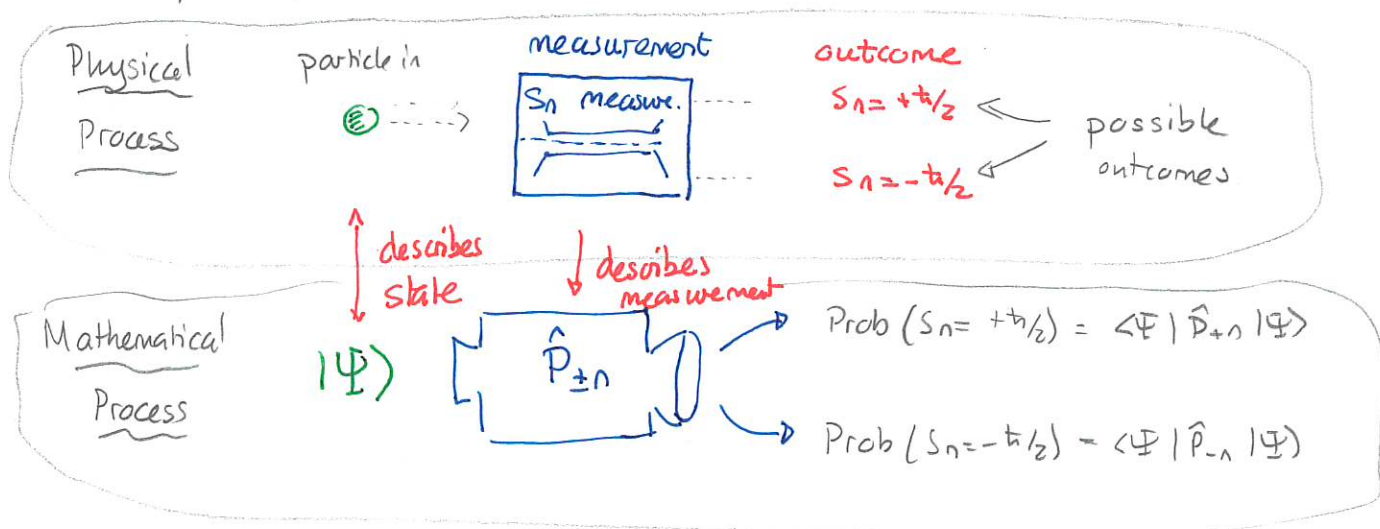 Physical
Process
particle in
measurement
Sn measure.
outcome
Sn = +ħ/2
Sn = -ħ/2
possible
outcomes
describes
state
describes
measurement
Mathematical
Process
|Ψ⟩
P̂±n
Prob (Sn = +ħ/2) = ⟨Ψ | P̂+n | Ψ⟩
Prob (Sn = -ħ/2) = ⟨Ψ | P̂-n | Ψ⟩